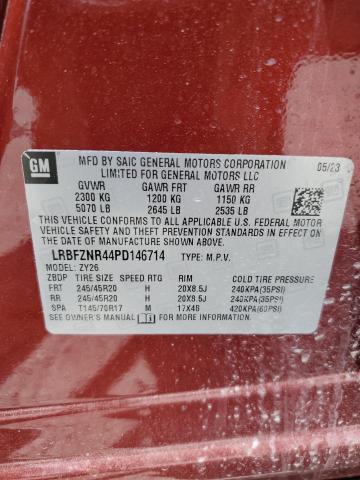 GM
MFD BY SAIC GENERAL MOTORS CORPORATION 05/23
LIMITED FOR GENERAL MOTORS LLC
GVWR GAWR FRT GAWR RR
2300 KG 1200 KG 1150 KG
5070 LB 2645 LB 2535 LB
THIS VEHICLE CONFORMS TO ALL APPLICABLE U.S. FEDERAL MOTOR
VEHICLE SAFETY AND THEFT PREVENTION STANDARDS IN EFFECT ON
THE DATE OF MANUFACTURE SHOWN ABOVE.
LRBFZNR44PD146714 TYPE: M.P.V.
MODEL: ZY26
ZBDP TIRE SIZE SPEED RTG RIM COLD TIRE PRESSURE
FRT 245/45R20 H 20X8.5J 240KPA(35PSI)
RR 245/45R20 H 20X8.5J 240KPA(35PSI)
SPA T145/70R17 M 17X4B 420KPA(60PSI)
SEE OWNER'S MANUAL FOR ADDITIONAL INFORMATION.